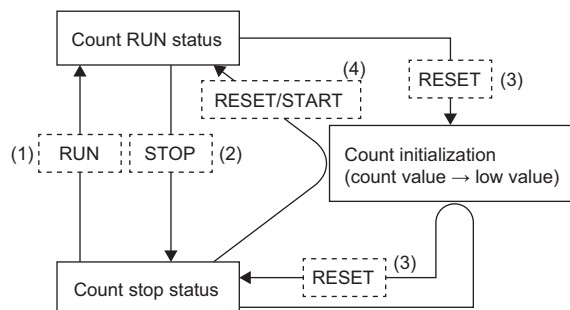 Count RUN status
(4)
RESET (3)
RESET/START
(1) RUN STOP (2)
Count initialization
(count value → low value)
RESET (3)
Count stop status